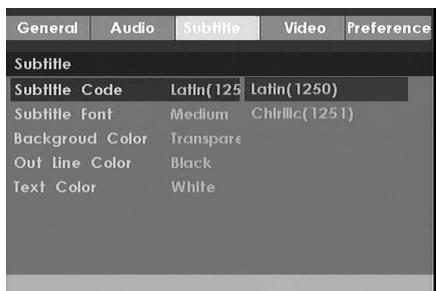 General Audio Subtitle Video Preference
Subtitle
Subtitle Code Latin(125 Latin(1250)
Subtitle Font Medium Chlrlllc(1251)
Backgroud Color Transpare
Out Line Color Black
Text Color White